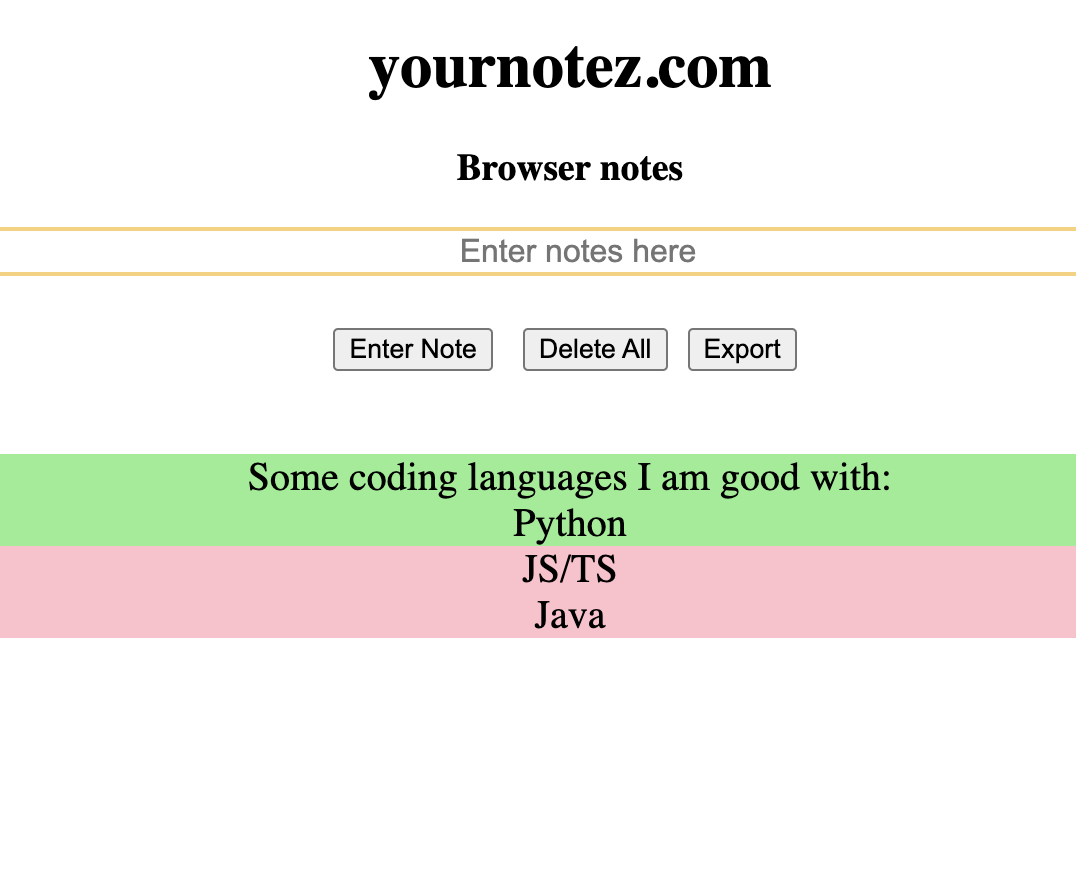 yournotez.com
Browser notes
Enter notes here
Enter Note Delete All Export
Some coding languages I am good with:
Python
JS/TS
Java